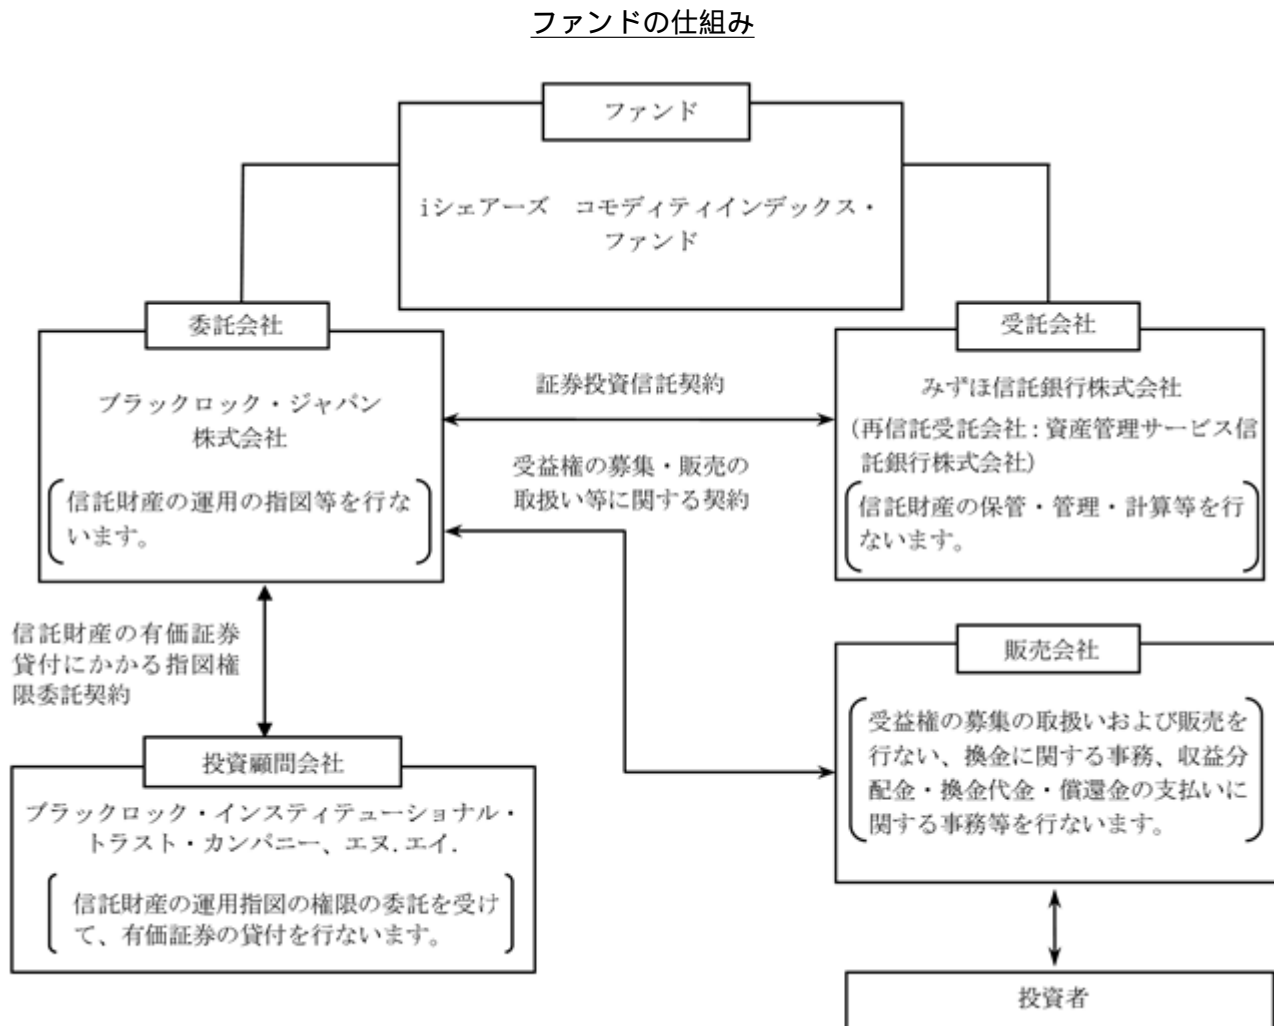 ファンドの仕組み
ファンド
iシェアーズ　コモディティインデックス・
ファンド
委託会社
ブラックロック・ジャパン
株式会社
信託財産の運用の指図等を行な
います。
証券投資信託契約
受益権の募集・販売の
取扱い等に関する契約
受託会社
みずほ信託銀行株式会社
（再信託受託会社：資産管理サービス信
託銀行株式会社）
信託財産の保管・管理・計算等を行
ないます。
信託財産の有価証券
貸付にかかる指図権
限委託契約
投資顧問会社
ブラックロック・インスティテューショナル・
トラスト・カンパニー、エヌ.エイ.
信託財産の運用指図の権限の委託を受け
て、有価証券の貸付を行ないます。
販売会社
受益権の募集の取扱いおよび販売を
行ない、換金に関する事務、収益分
配金・換金代金・償還金の支払いに
関する事務等を行ないます。
投資者